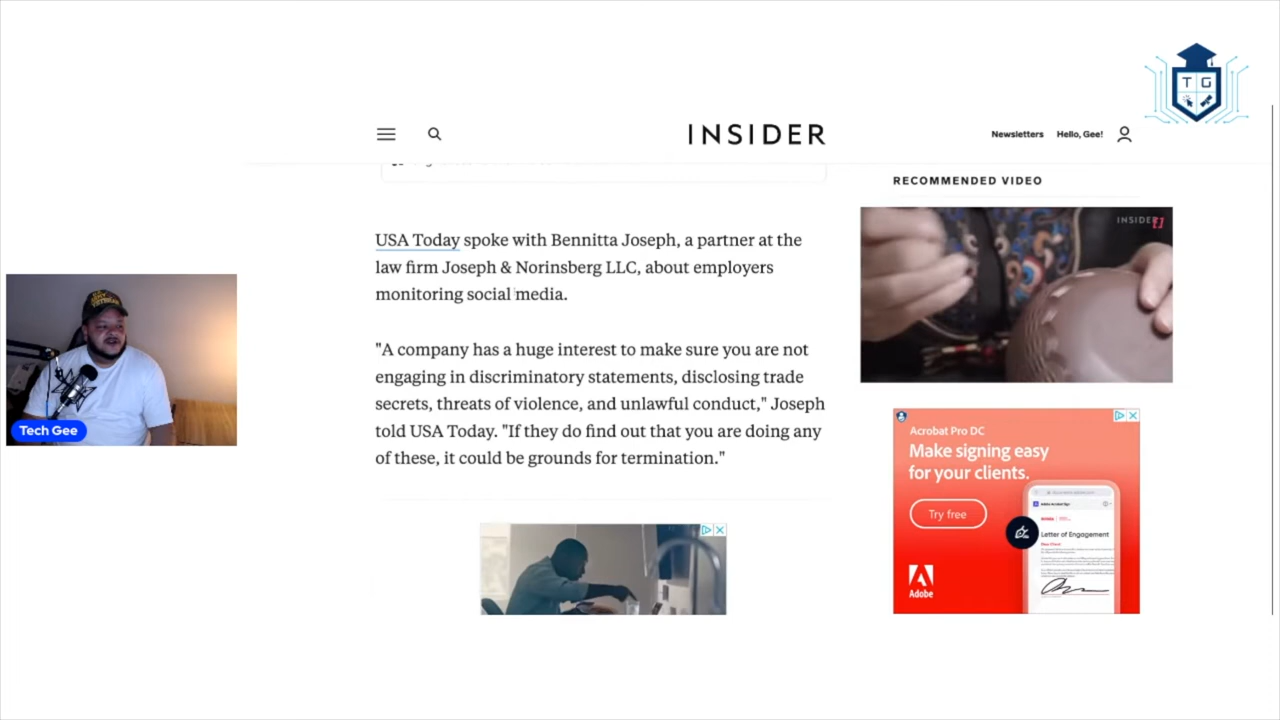 T G
INSIDER
Newsletters Hello, Gee!
RECOMMENDED VIDEO
INSIDER
USA Today spoke with Bennitta Joseph, a partner at the
law firm Joseph & Norinsberg LLC, about employers
monitoring social media.
"A company has a huge interest to make sure you are not
engaging in discriminatory statements, disclosing trade
secrets, threats of violence, and unlawful conduct," Joseph
told USA Today. "If they do find out that you are doing any
of these, it could be grounds for termination."
Tech Gee
Acrobat Pro DC
Make signing easy
for your clients.
Try free
Letter of Engagement
Adobe